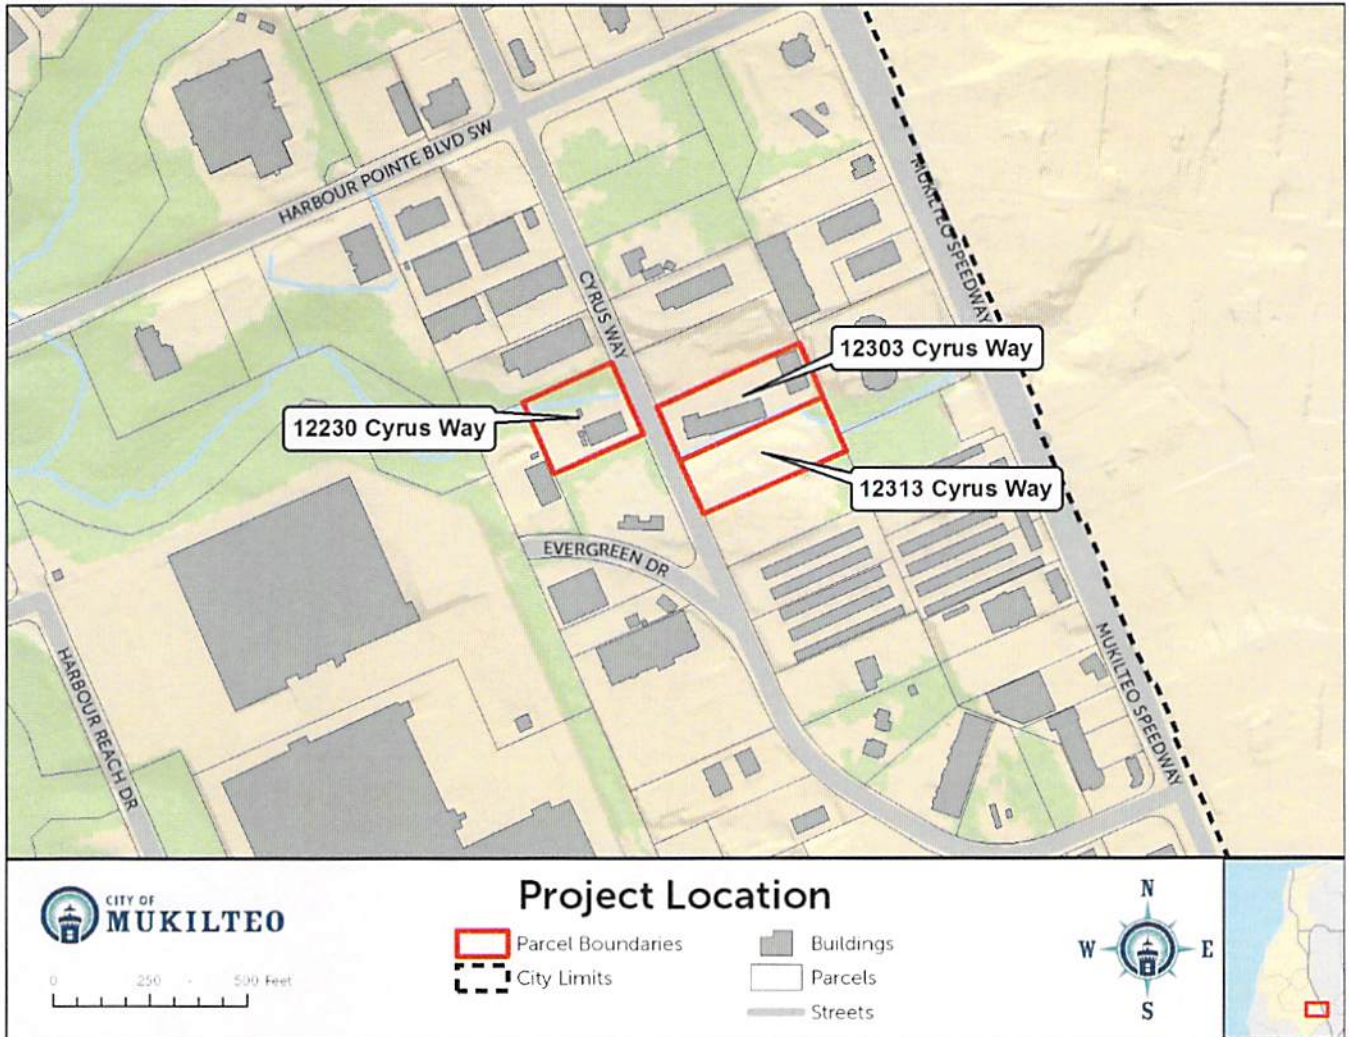 HARBOUR POINTE BLVD SW
MUKILTEO SPEEDWAY
CYRUS WAY
12303 Cyrus Way
12230 Cyrus Way
12313 Cyrus Way
EVERGREEN DR
HARBOUR REACH DR
MUKILTEO SPEEDWAY
CITY OF
MUKILTEO
0 250 500 Feet
Project Location
Parcel Boundaries
City Limits
Buildings
Parcels
Streets
N
W E
S